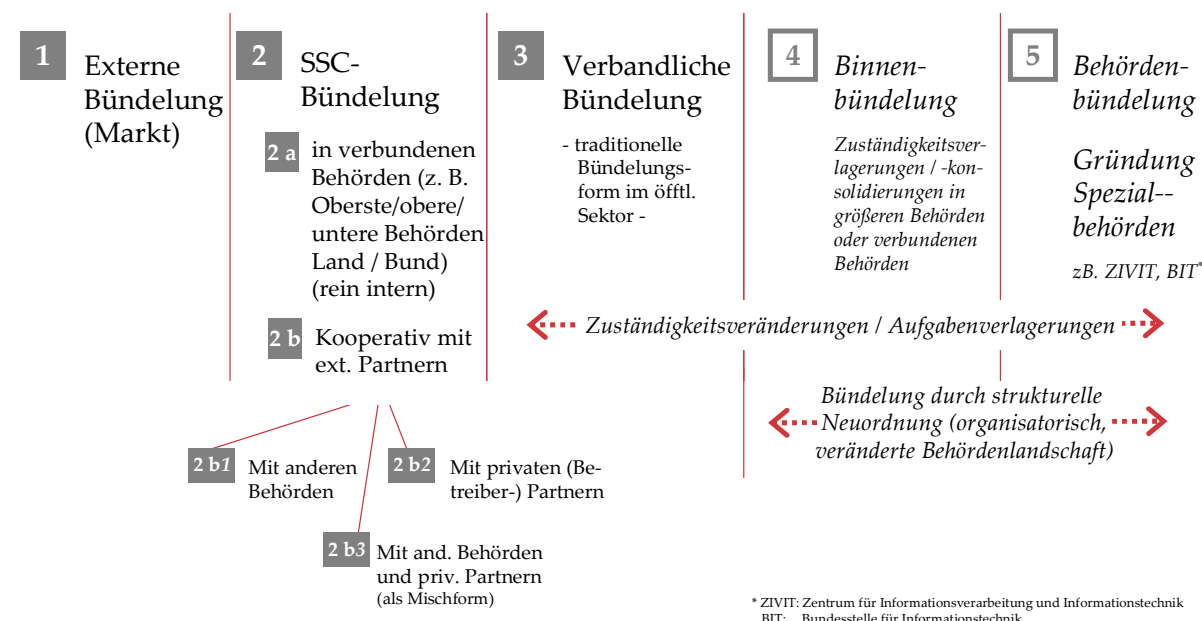 1
Externe
Bündelung
(Markt)
2
SSC-
Bündelung
2 a
in verbundenen
Behörden (z. B.
Oberste/obere/
untere Behörden
Land / Bund)
(rein intern)
2 b
Kooperativ mit
ext. Partnern
2 b1
Mit anderen
Behörden
2 b2
Mit privaten (Be-
treiber-) Partnern
2 b3
Mit and. Behörden
und priv. Partnern
(als Mischform)
3
Verbandliche
Bündelung
- traditionelle
Bündelungs-
form im öfftl.
Sektor -
4
Binnen-
bündelung
Zuständigkeitsver-
lagerungen / -kon-
solidierungen in
größeren Behörden
oder verbundenen
Behörden
5
Behörden-
bündelung
Gründung
Spezial--
behörden
zB. ZIVIT, BIT*
Zuständigkeitsveränderungen / Aufgabenverlagerungen
Bündelung durch strukturelle
Neuordnung (organisatorisch,
veränderte Behördenlandschaft)
* ZIVIT: Zentrum für Informationsverarbeitung und Informationstechnik
BIT: Bundesstelle für Informationstechnik